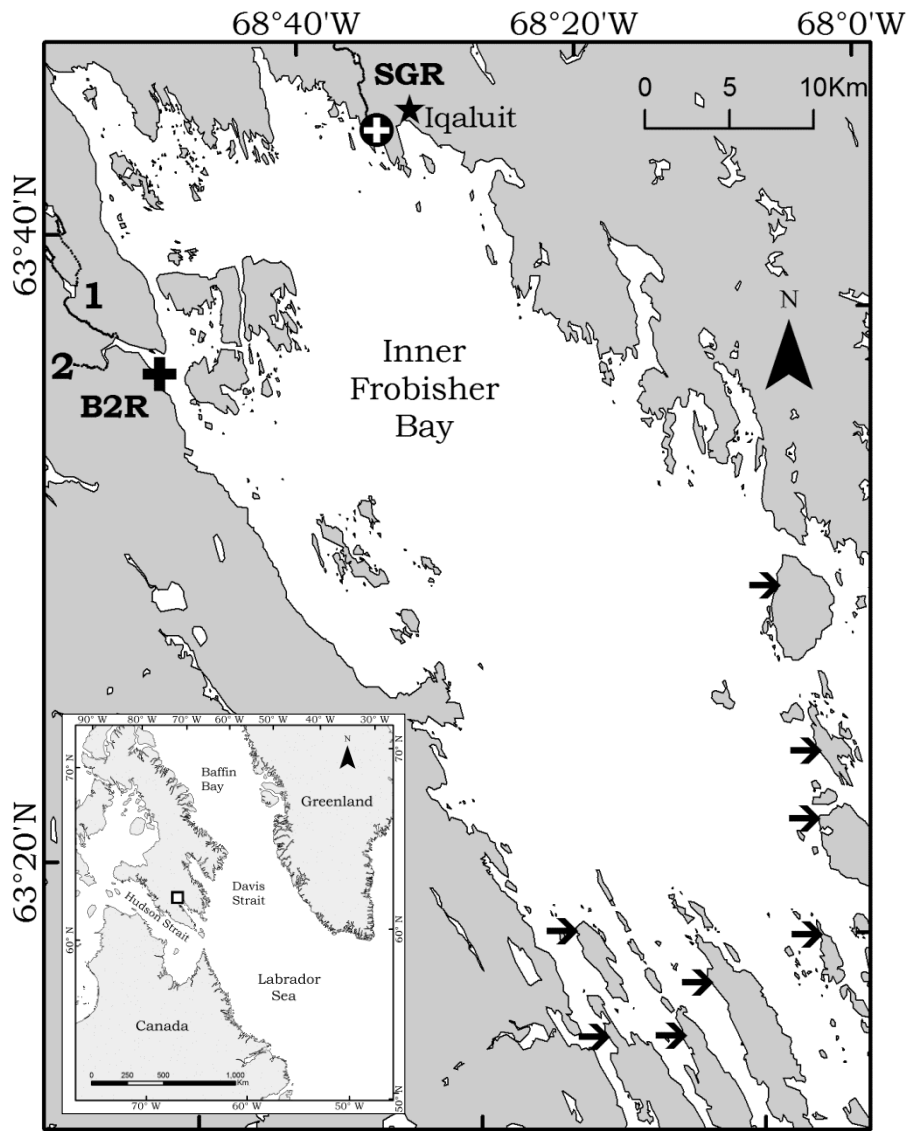 68°40'W 68°20'W 68°0'W
SGR
Iqaluit
0 5 10Km
63°40'N
N
1
2
B2R
Inner
Frobisher
Bay
63°20'N
90° W 80° W 70° W 60° W 50° W 40° W 30° W
N
70° N
70° N
Baffin
Bay
Greenland
Davis
Strait
Hudson Strait
60° N
60° N
Labrador
Sea
Canada
0 250 500 1,000
Km
50° N
70° W 60° W 50° W